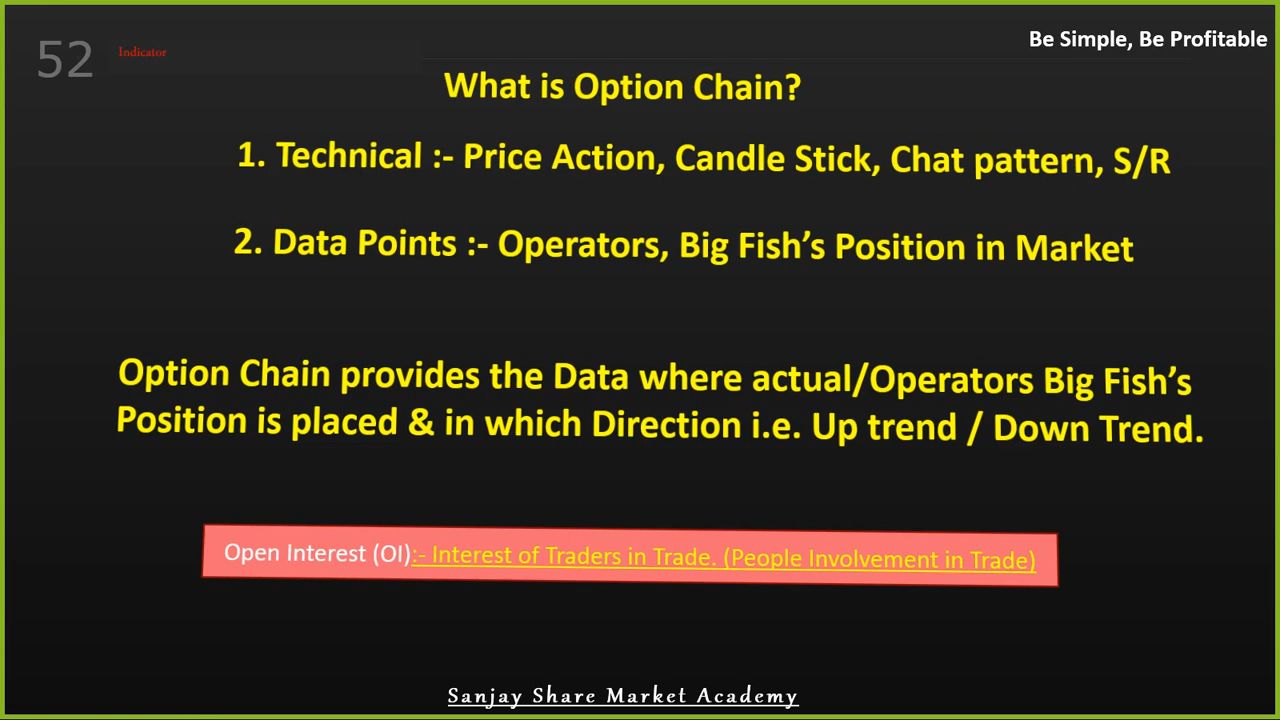 52
Indicator
Be Simple, Be Profitable
What is Option Chain?
1. Technical :- Price Action, Candle Stick, Chat pattern, S/R
2. Data Points :- Operators, Big Fish's Position in Market
Option Chain provides the Data where actual/Operators Big Fish's
Position is placed & in which Direction i.e. Up trend / Down Trend.
Open Interest (OI):- Interest of Traders in Trade. (People Involvement in Trade)
Sanjay Share Market Academy